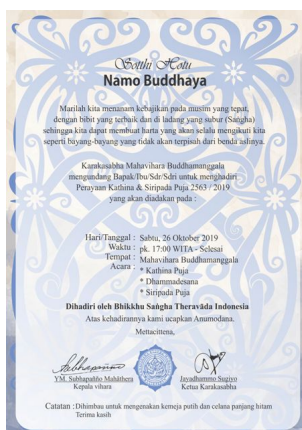 Sotthi Hotu
Namo Buddhaya
Marilah kita menanam kebajikan pada musim yang tepat,
dengan bibit yang terbaik dan di ladang yang subur (Saṅgha)
sehingga kita dapat membuat harta yang akan selalu mengikuti kita
seperti bayang-bayang yang tidak akan terpisah dari benda aslinya.
Karakasabha Mahavihara Buddhamanggala
mengundang Bapak/Ibu/Sdr/Sdri untuk menghadiri
Perayaan Kathina & Siripada Puja 2563 / 2019
yang akan diadakan pada :
Hari/Tanggal : Sabtu, 26 Oktober 2019
Waktu : pk. 17:00 WITA - Selesai
Tempat : Mahavihara Buddhamanggala
Acara : * Kathina Puja
* Dhammadesana
* Siripada Puja
Dihadiri oleh Bhikkhu Saṅgha Theravāda Indonesia
Atas kehadirannya kami ucapkan Anumodana.
Mettacittena,
YM. Subhapañño Mahāthera
Kepala vihara
Jayadhammo Sugiyo
Ketua Karakasabha
Catatan : Dihimbau untuk mengenakan kemeja putih dan celana panjang hitam
Terima kasih